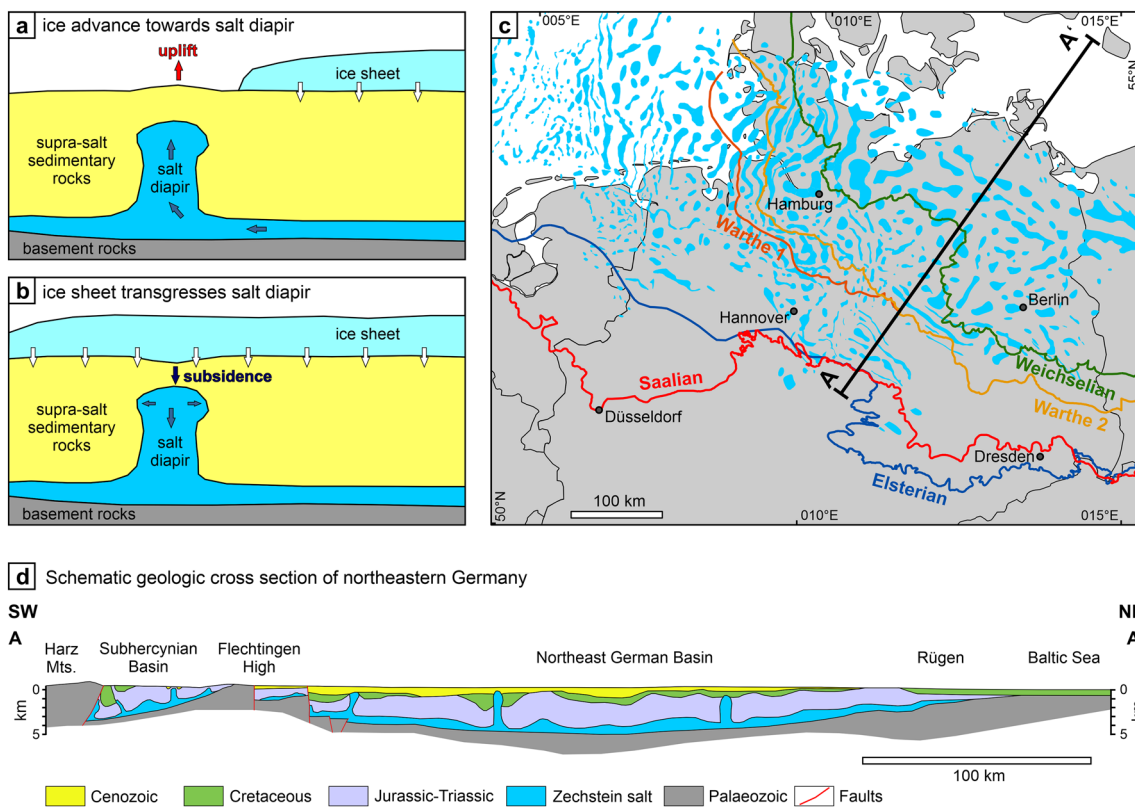 a ice advance towards salt diapir
uplift
ice sheet
supra-salt
sedimentary
rocks
salt
diapir
basement rocks
b ice sheet transgresses salt diapir
ice sheet
subsidence
supra-salt
sedimentary
rocks
salt
diapir
basement rocks
c
005°E
010°E
015°E
A'
55°N
Hamburg
Warthe 1
Hannover
Berlin
Weichselian
A
Saalian
Warthe 2
Düsseldorf
Dresden
Elsterian
50°N
100 km
010°E
015°E
d Schematic geologic cross section of northeastern Germany
SW
A
Harz
Mts.
Subhercynian
Basin
Flechtingen
High
Northeast German Basin
Rügen
Baltic Sea
0
km
5
0
5
100 km
Cenozoic
Cretaceous
Jurassic-Triassic
Zechstein salt
Palaeozoic
Faults